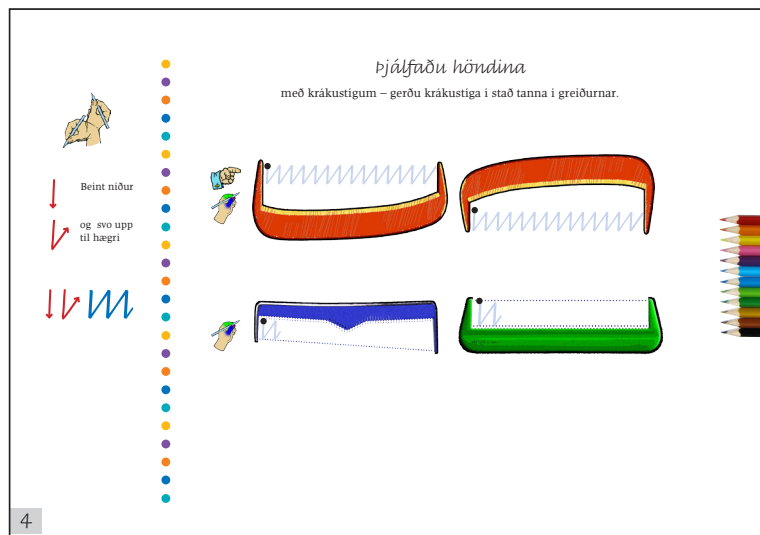 Þjálfaðu höndina
með krákustígum – gerðu krákustíga í stað tanna í greiðurnar.
Beint niður
og svo upp
til hægri
4